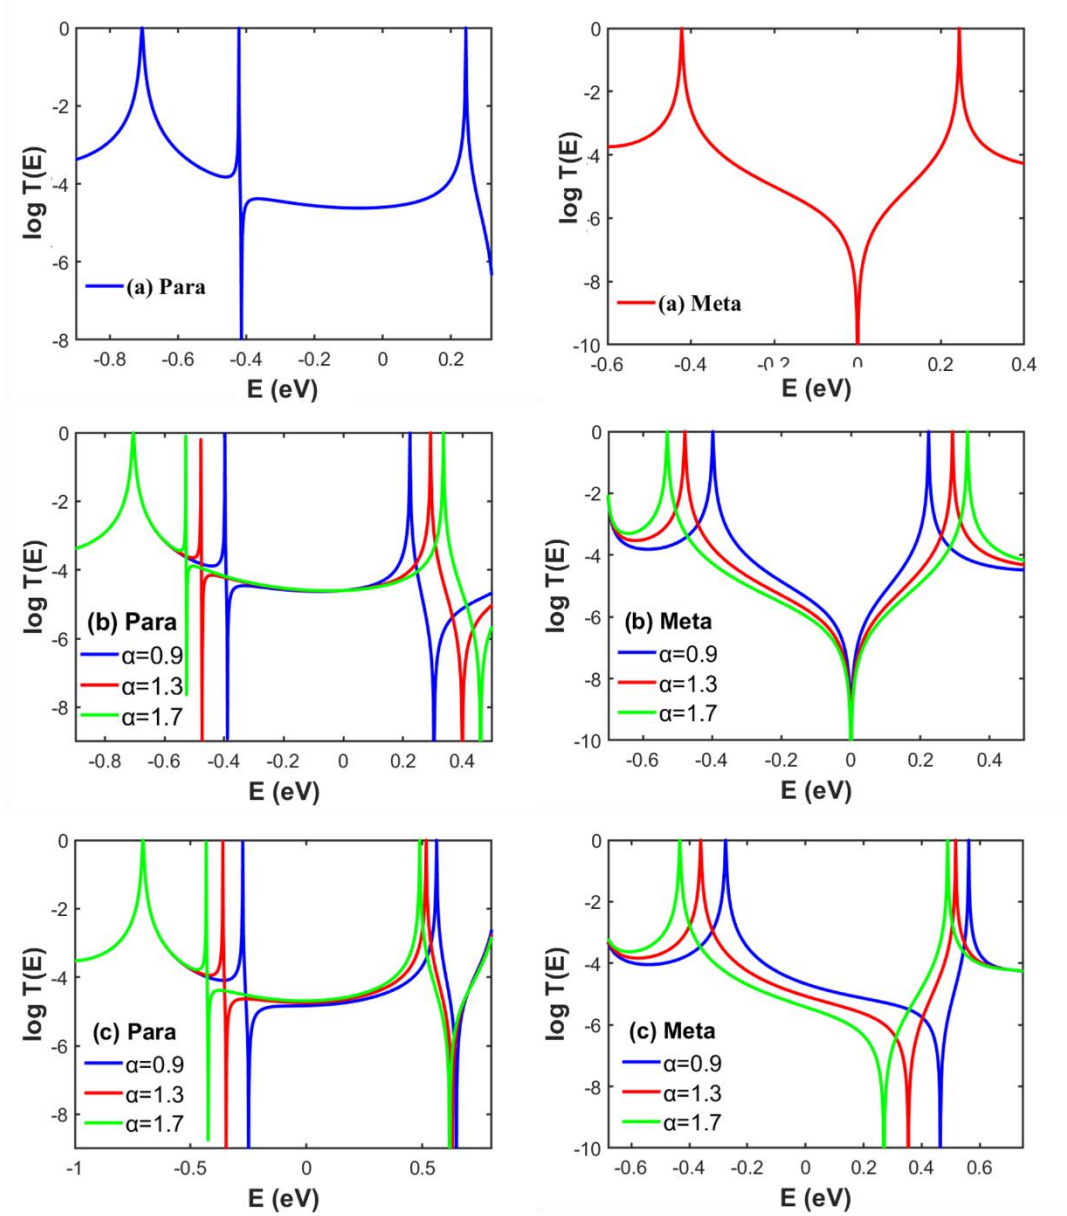 0
-2
-4
-6
-8
log T(E)
(a) Para
-0.8 -0.6 -0.4 -0.2 0 0.2
E (eV)
0
-2
-4
-6
-8
-10
log T(E)
(a) Meta
-0.6 -0.4 0 0.2 0.4
E (eV)
0
-2
-4
-6
-8
log T(E)
(b) Para
α=0.9
α=1.3
α=1.7
-0.8 -0.6 -0.4 -0.2 0 0.2 0.4
E (eV)
0
-2
-4
-6
-8
-10
log T(E)
(b) Meta
α=0.9
α=1.3
α=1.7
-0.6 -0.4 -0.2 0 0.2 0.4
E (eV)
0
-2
-4
-6
-8
log T(E)
(c) Para
α=0.9
α=1.3
α=1.7
-1 -0.5 0 0.5
E (eV)
0
-2
-4
-6
-8
-10
log T(E)
(c) Meta
α=0.9
α=1.3
α=1.7
-0.6 -0.4 -0.2 0 0.2 0.4 0.6
E (eV)